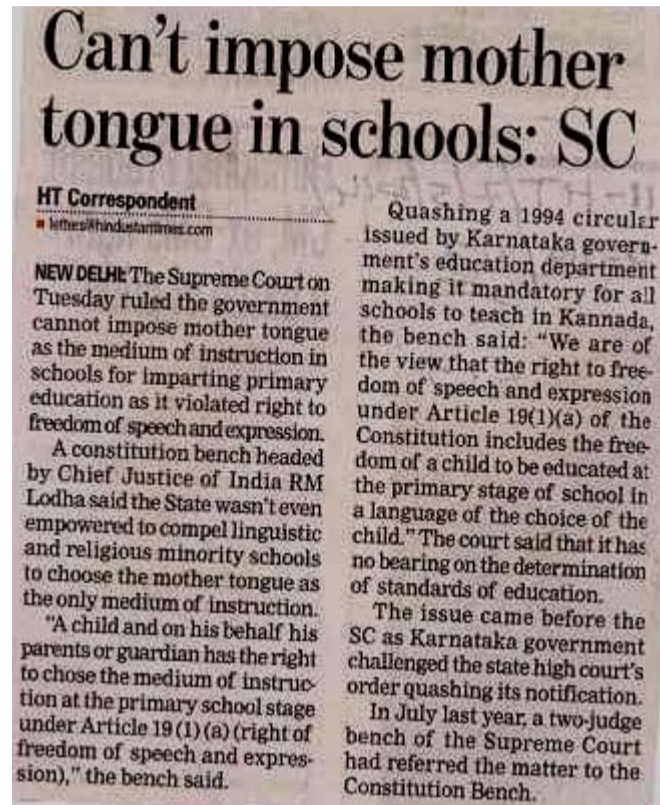 Can't impose mother
tongue in schools: SC
HT Correspondent
letters@hindustantimes.com
NEW DELHI: The Supreme Court on
Tuesday ruled the government
cannot impose mother tongue
as the medium of instruction in
schools for imparting primary
education as it violated right to
freedom of speech and expression.
A constitution bench headed
by Chief Justice of India RM
Lodha said the State wasn't even
empowered to compel linguistic
and religious minority schools
to choose the mother tongue as
the only medium of instruction.
"A child and on his behalf his
parents or guardian has the right
to chose the medium of instruc-
tion at the primary school stage
under Article 19 (1) (a) (right of
freedom of speech and expres-
sion)," the bench said.
Quashing a 1994 circular
issued by Karnataka govern-
ment's education department
making it mandatory for all
schools to teach in Kannada,
the bench said: "We are of
the view that the right to free-
dom of speech and expression
under Article 19(1)(a) of the
Constitution includes the free-
dom of a child to be educated at
the primary stage of school in
a language of the choice of the
child." The court said that it has
no bearing on the determination
of standards of education.
The issue came before the
SC as Karnataka government
challenged the state high court's
order quashing its notification.
In July last year, a two-judge
bench of the Supreme Court
had referred the matter to the
Constitution Bench.